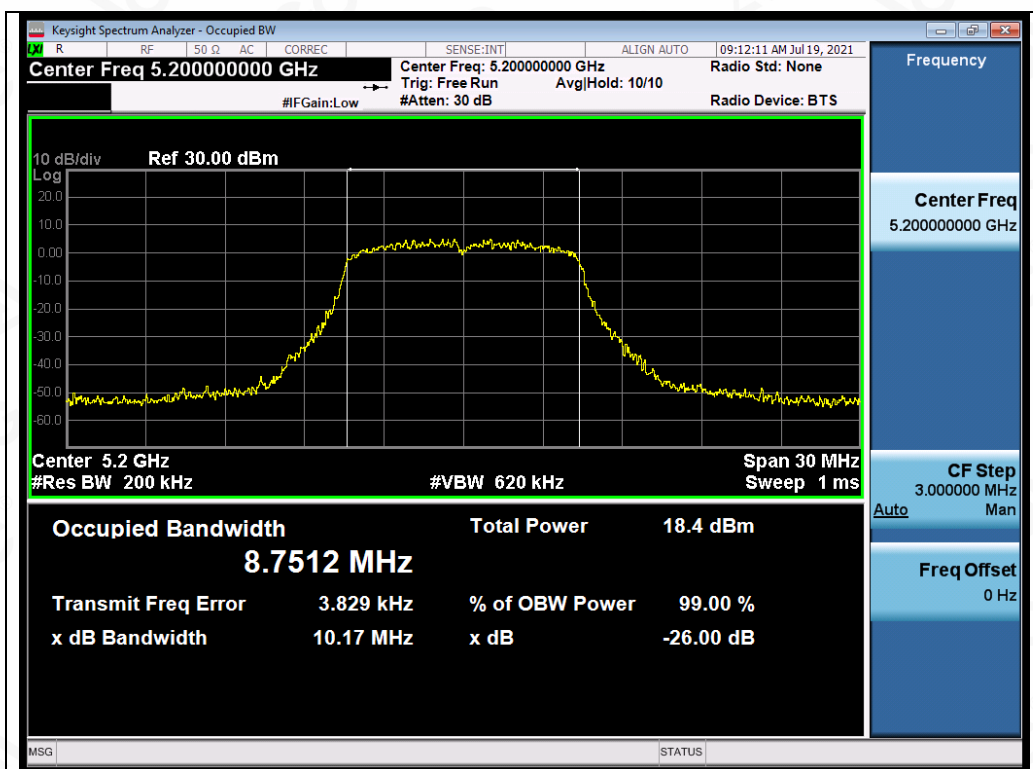 Keysight Spectrum Analyzer - Occupied BW
LXI R RF 50 Ω AC CORREC SENSE:INT ALIGN AUTO 09:12:11 AM Jul 19, 2021
Center Freq 5.200000000 GHz
Center Freq: 5.200000000 GHz
Radio Std: None
Trig: Free Run Avg|Hold: 10/10
#IFGain:Low
#Atten: 30 dB
Radio Device: BTS
10 dB/div Ref 30.00 dBm
Log
20.0
10.0
0.00
-10.0
-20.0
-30.0
-40.0
-50.0
-60.0
Center 5.2 GHz
Span 30 MHz
#Res BW 200 kHz
#VBW 620 kHz
Sweep 1 ms
Occupied Bandwidth
Total Power 18.4 dBm
8.7512 MHz
Transmit Freq Error 3.829 kHz
% of OBW Power 99.00 %
x dB Bandwidth 10.17 MHz
x dB -26.00 dB
Frequency
Center Freq
5.200000000 GHz
CF Step
3.000000 MHz
Auto Man
Freq Offset
0 Hz
MSG
STATUS